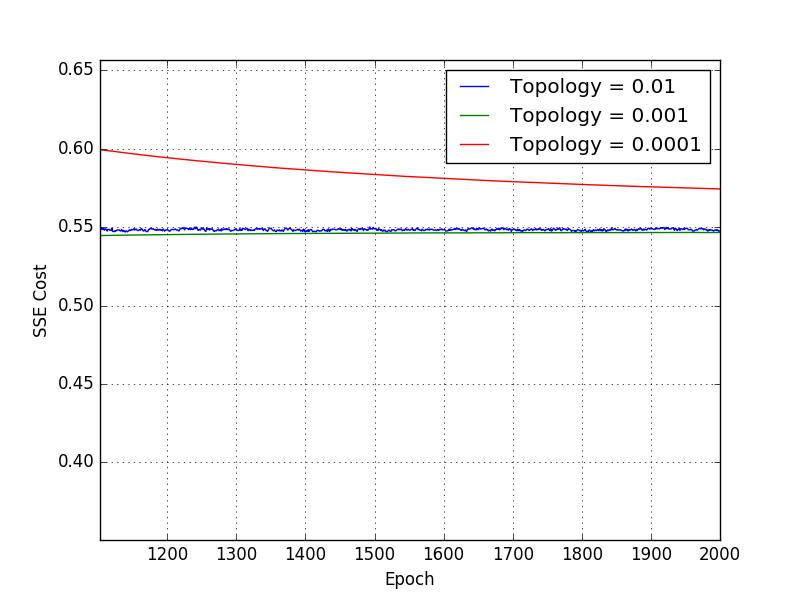 0.65
0.60
0.55
0.50
0.45
0.40
SSE Cost
Topology = 0.01
Topology = 0.001
Topology = 0.0001
1200 1300 1400 1500 1600 1700 1800 1900 2000
Epoch